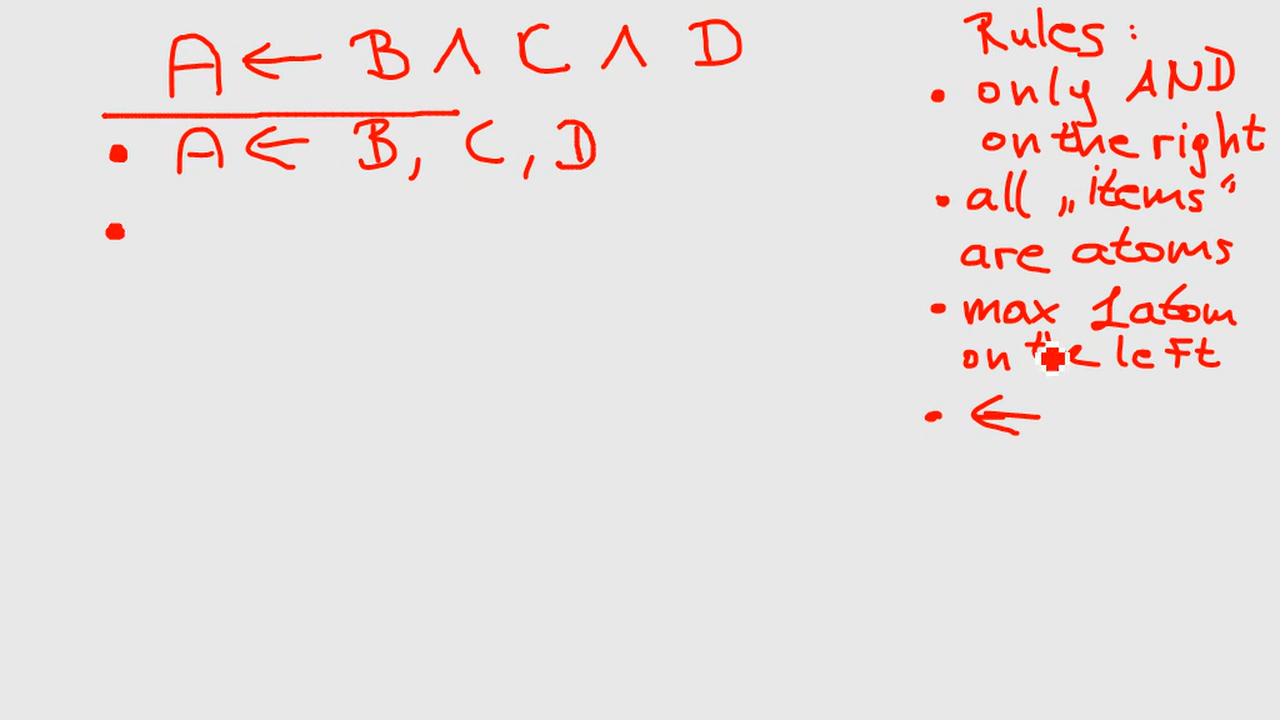 A ← B ∧ C ∧ D
• A ← B, C, D
•
Rules:
• only AND
on the right
• all „items“
are atoms
• max 1 atom
on the left
• ←